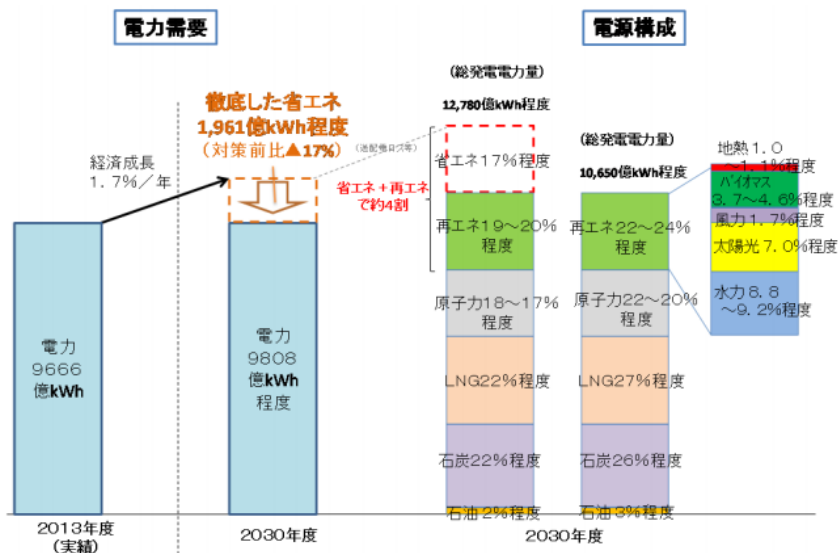 電力需要
電源構成
徹底した省エネ
1,961億kWh程度
(対策前比▲17%)
経済成長
1.7%/年
電力
9666
億kWh
電力
9808
億kWh
程度
2013年度
(実績)
2030年度
(送配電ロス等)
省エネ+再エネ
で約4割
(総発電電力量)
12,780億kWh程度
省エネ17%程度
再エネ19~20%
程度
原子力18~17%
程度
LNG22%程度
石炭22%程度
石油2%程度
(総発電電力量)
10,650億kWh程度
再エネ22~24%
程度
原子力22~20%
程度
LNG27%程度
石炭26%程度
石油3%程度
2030年度
地熱1.0
~1.1%程度
バイオマス
3.7~4.6%程度
風力1.7%程度
太陽光7.0%程度
水力8.8
~9.2%程度